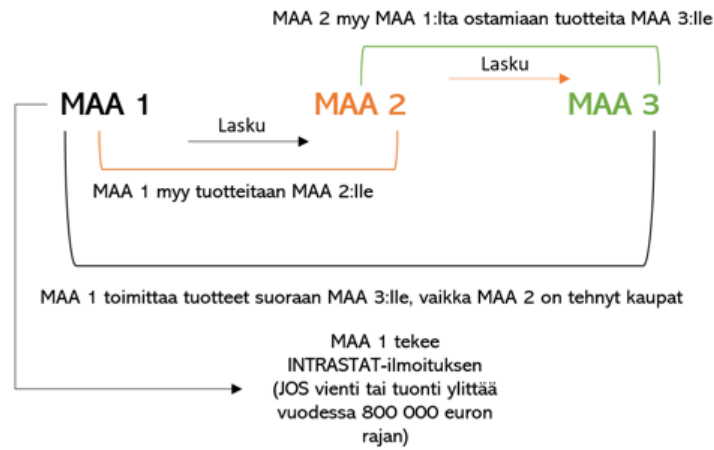 MAA 2 myy MAA 1:lta ostamiaan tuotteita MAA 3:lle
Lasku
MAA 1
MAA 2
MAA 3
Lasku
MAA 1 myy tuotteitaan MAA 2:lle
MAA 1 toimittaa tuotteet suoraan MAA 3:lle, vaikka MAA 2 on tehnyt kaupat
MAA 1 tekee
INTRASTAT-ilmoituksen
(JOS vienti tai tuonti ylittää
vuodessa 800 000 euron
rajan)